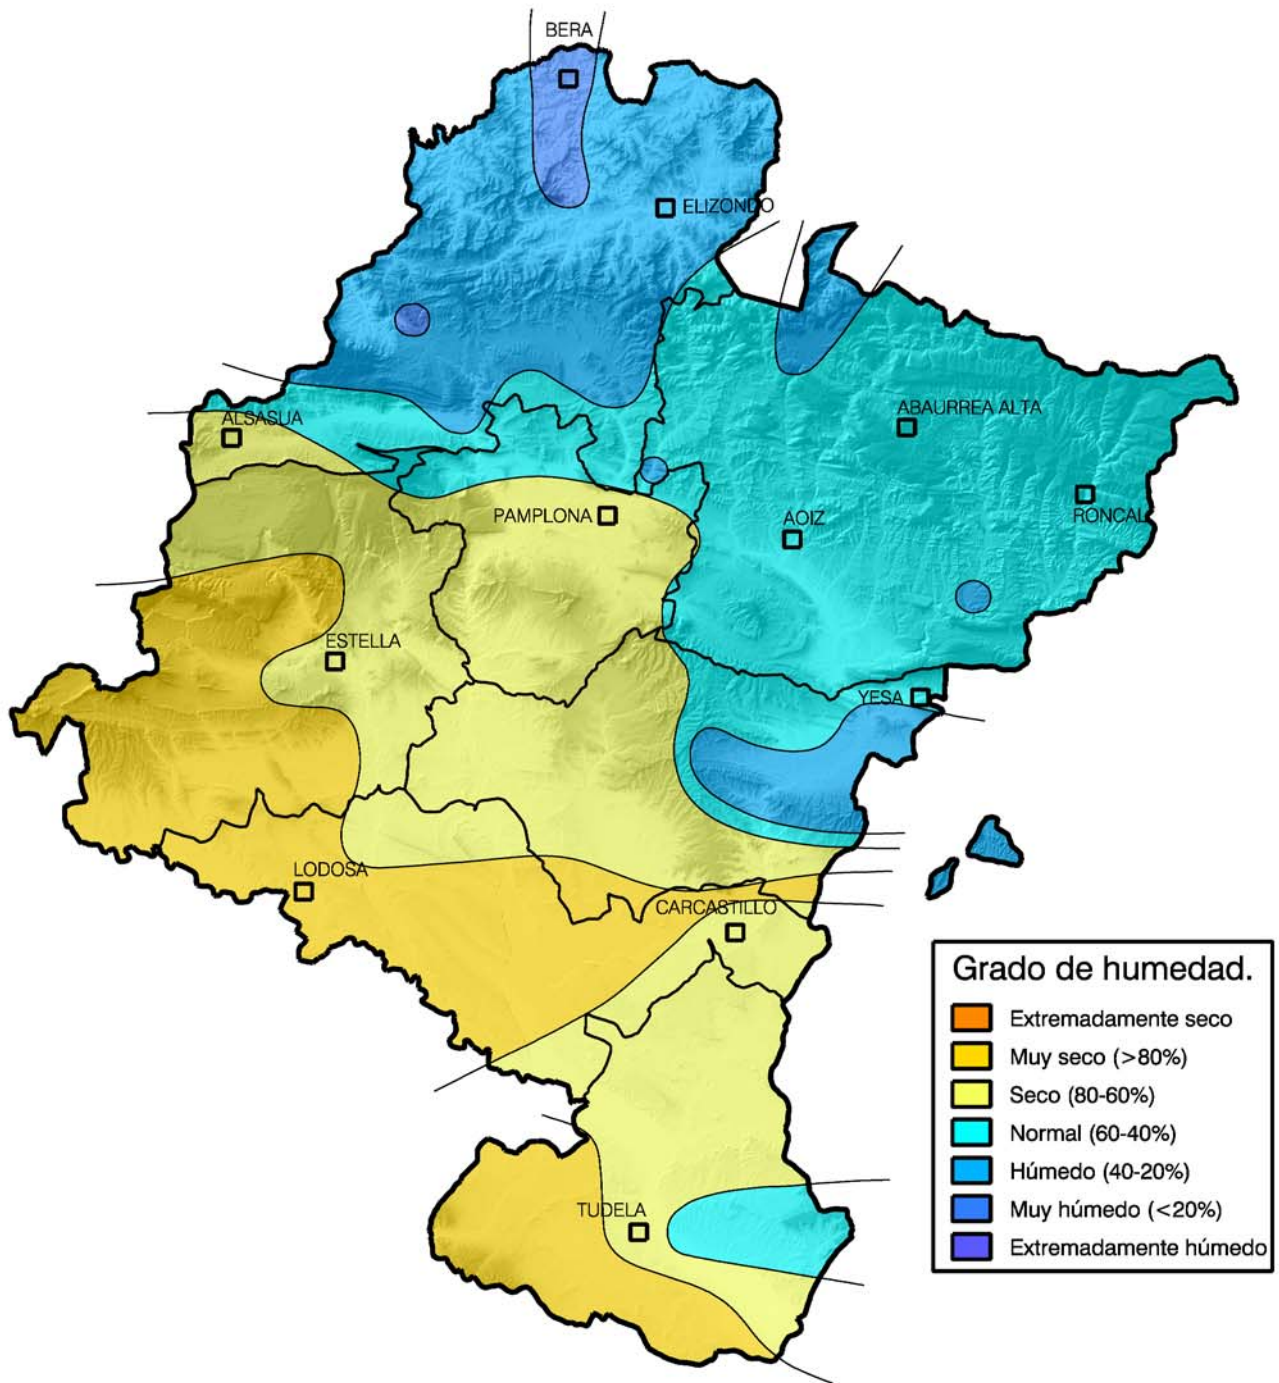 BERA
ELIZONDO
ALSASUA
ABAURREA ALTA
PAMPLONA
AOIZ
RONCAL
ESTELLA
YESA
LODOSA
CARCASTILLO
TUDELA
Grado de humedad.
Extremadamente seco
Muy seco (>80%)
Seco (80-60%)
Normal (60-40%)
Húmedo (40-20%)
Muy húmedo (<20%)
Extremadamente húmedo